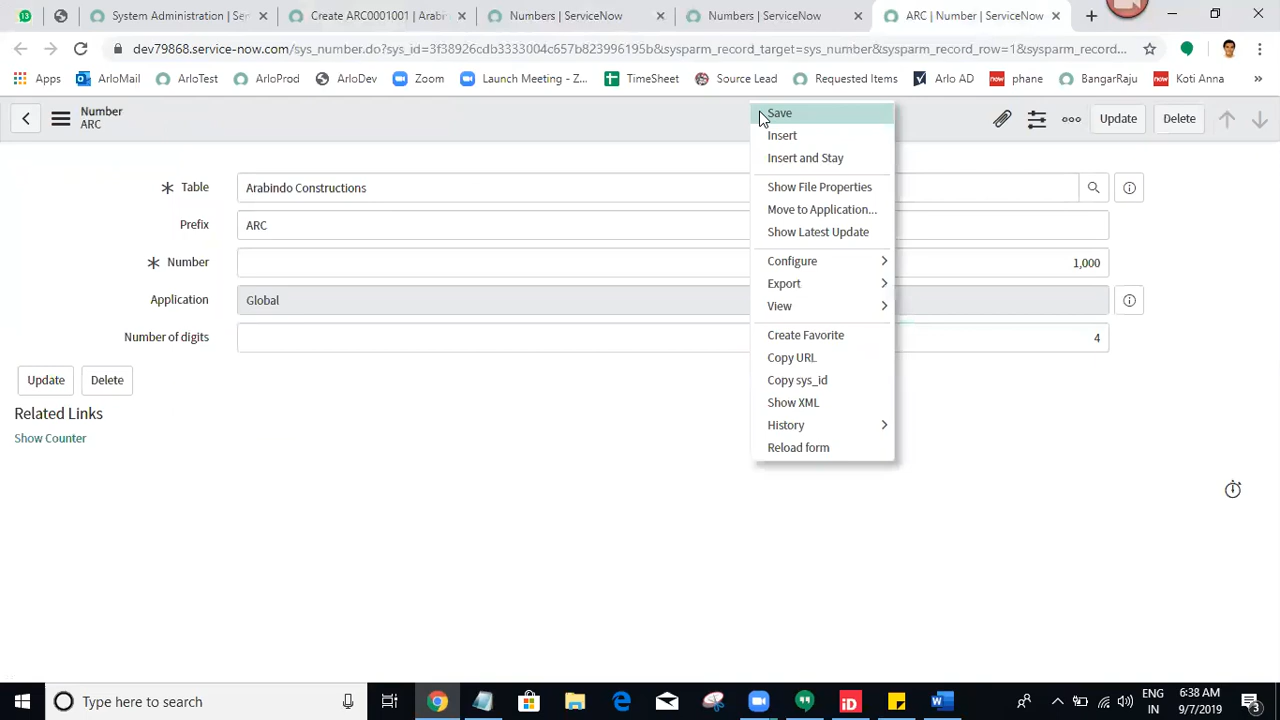 System Administration | Ser
Create ARC0001001 | Arabi
Numbers | ServiceNow
Numbers | ServiceNow
ARC | Number | ServiceNow
dev79868.service-now.com/sys_number.do?sys_id=3f38926cdb3333004c657b823996195b&sysparm_record_target=sys_number&sysparm_record_row=1&sysparm_record...
Apps
ArloMail
ArloTest
ArloProd
ArloDev
Zoom
Launch Meeting - Z...
TimeSheet
Source Lead
Requested Items
Arlo AD
now
phane
BangarRaju
now
Koti Anna
»
Number
ARC
Update
Delete
Save
Insert
Insert and Stay
Show File Properties
Move to Application...
Show Latest Update
Configure
Export
View
Create Favorite
Copy URL
Copy sys_id
Show XML
History
Reload form
Table
Arabindo Constructions
Prefix
ARC
Number
1,000
Application
Global
Number of digits
4
Update
Delete
Related Links
Show Counter
Type here to search
iD
ENG
IN
6:38 AM
9/7/2019
3